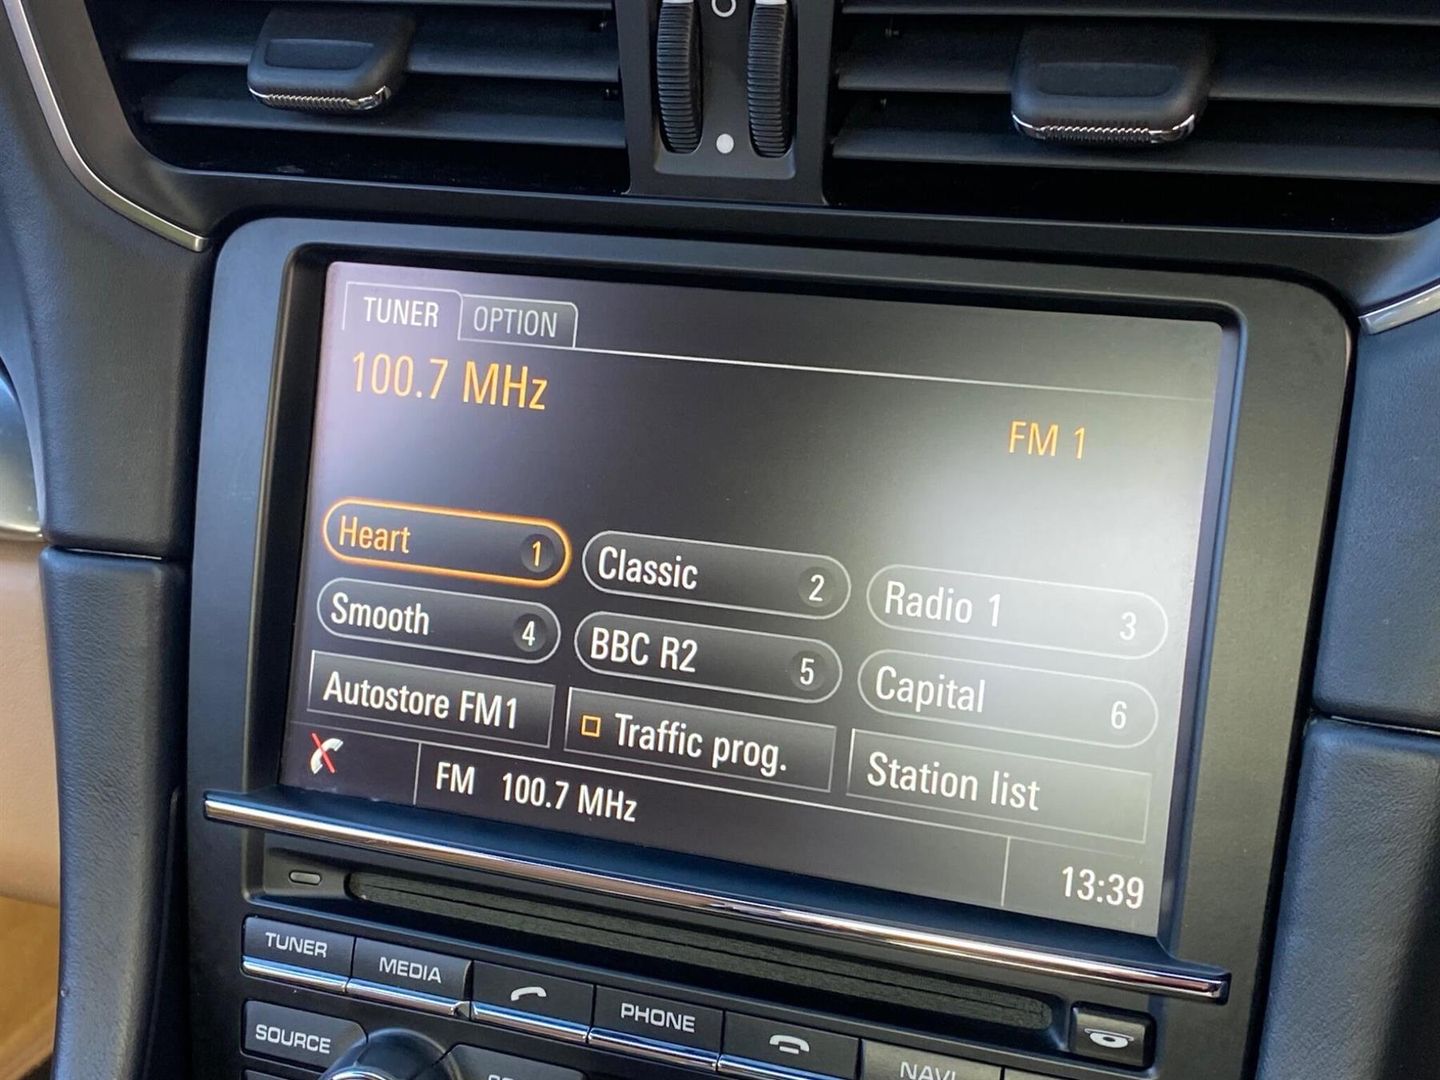 TUNER OPTION
100.7 MHz
FM 1
Heart 1 Classic 2 Radio 1 3
Smooth 4 BBC R2 5 Capital 6
Autostore FM1 Traffic prog. Station list
FM 100.7 MHz
13:39
TUNER MEDIA PHONE
SOURCE NAVI